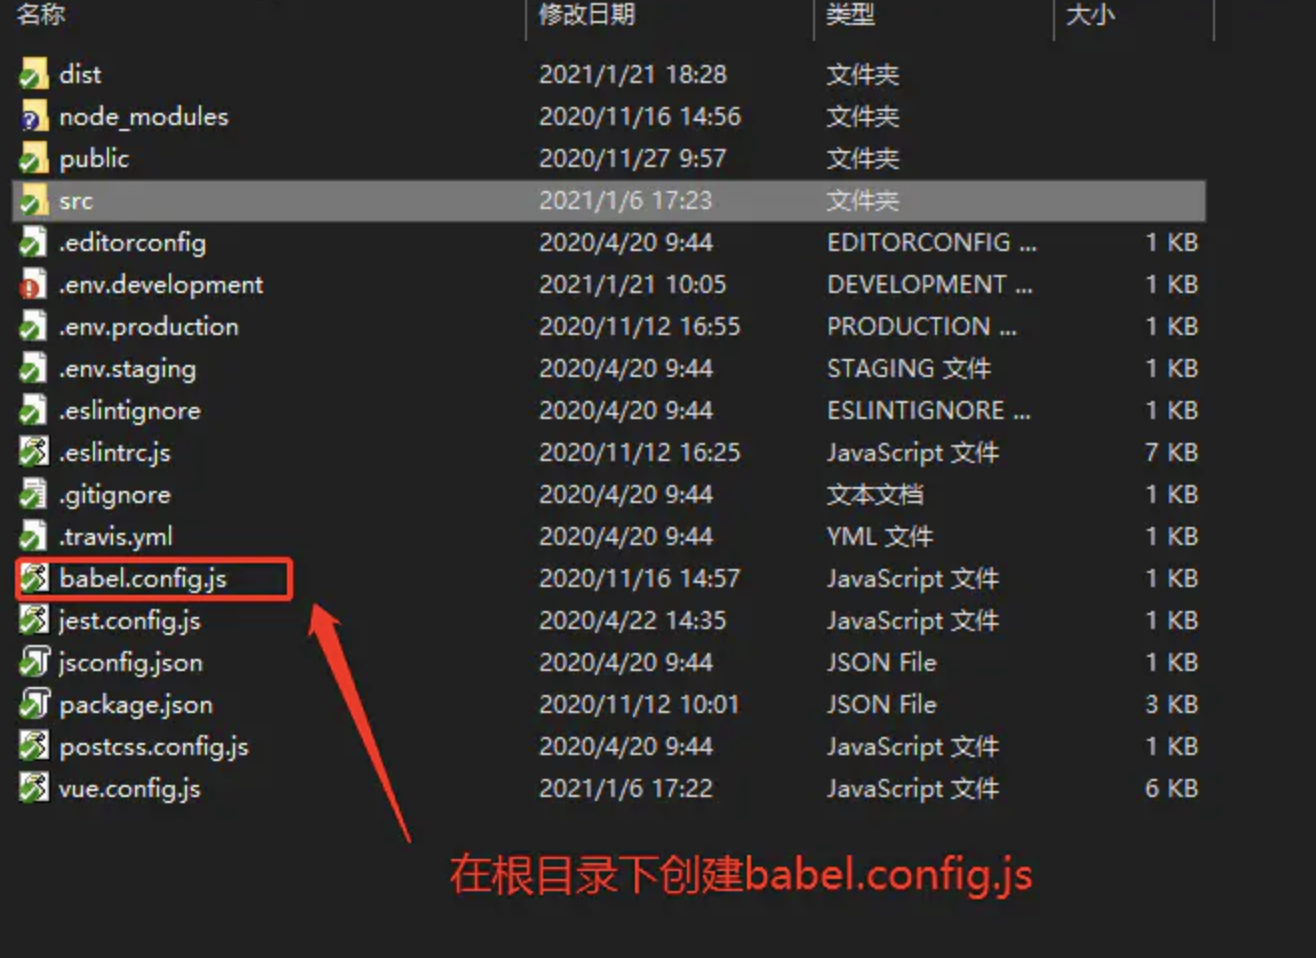 名称 修改日期 类型 大小
dist 2021/1/21 18:28 文件夹
node_modules 2020/11/16 14:56 文件夹
public 2020/11/27 9:57 文件夹
src 2021/1/6 17:23 文件夹
.editorconfig 2020/4/20 9:44 EDITORCONFIG ... 1 KB
.env.development 2021/1/21 10:05 DEVELOPMENT ... 1 KB
.env.production 2020/11/12 16:55 PRODUCTION ... 1 KB
.env.staging 2020/4/20 9:44 STAGING 文件 1 KB
.eslintignore 2020/4/20 9:44 ESLINTIGNORE ... 1 KB
.eslintrc.js 2020/11/12 16:25 JavaScript 文件 7 KB
.gitignore 2020/4/20 9:44 文本文档 1 KB
.travis.yml 2020/4/20 9:44 YML 文件 1 KB
babel.config.js 2020/11/16 14:57 JavaScript 文件 1 KB
jest.config.js 2020/4/22 14:35 JavaScript 文件 1 KB
jsconfig.json 2020/4/20 9:44 JSON File 1 KB
package.json 2020/11/12 10:01 JSON File 3 KB
postcss.config.js 2020/4/20 9:44 JavaScript 文件 1 KB
vue.config.js 2021/1/6 17:22 JavaScript 文件 6 KB
在根目录下创建babel.config.js